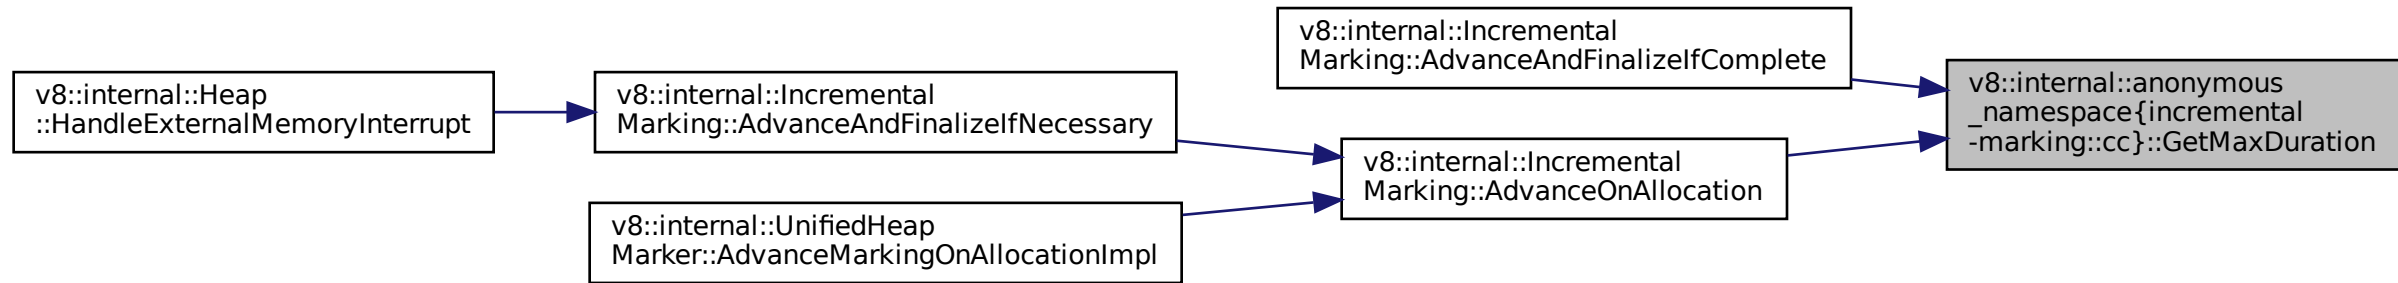 v8::internal::Heap
::HandleExternalMemoryInterrupt
v8::internal::Incremental
Marking::AdvanceAndFinalizeIfNecessary
v8::internal::UnifiedHeap
Marker::AdvanceMarkingOnAllocationImpl
v8::internal::Incremental
Marking::AdvanceAndFinalizeIfComplete
v8::internal::Incremental
Marking::AdvanceOnAllocation
v8::internal::anonymous
_namespace{incremental
-marking::cc}::GetMaxDuration